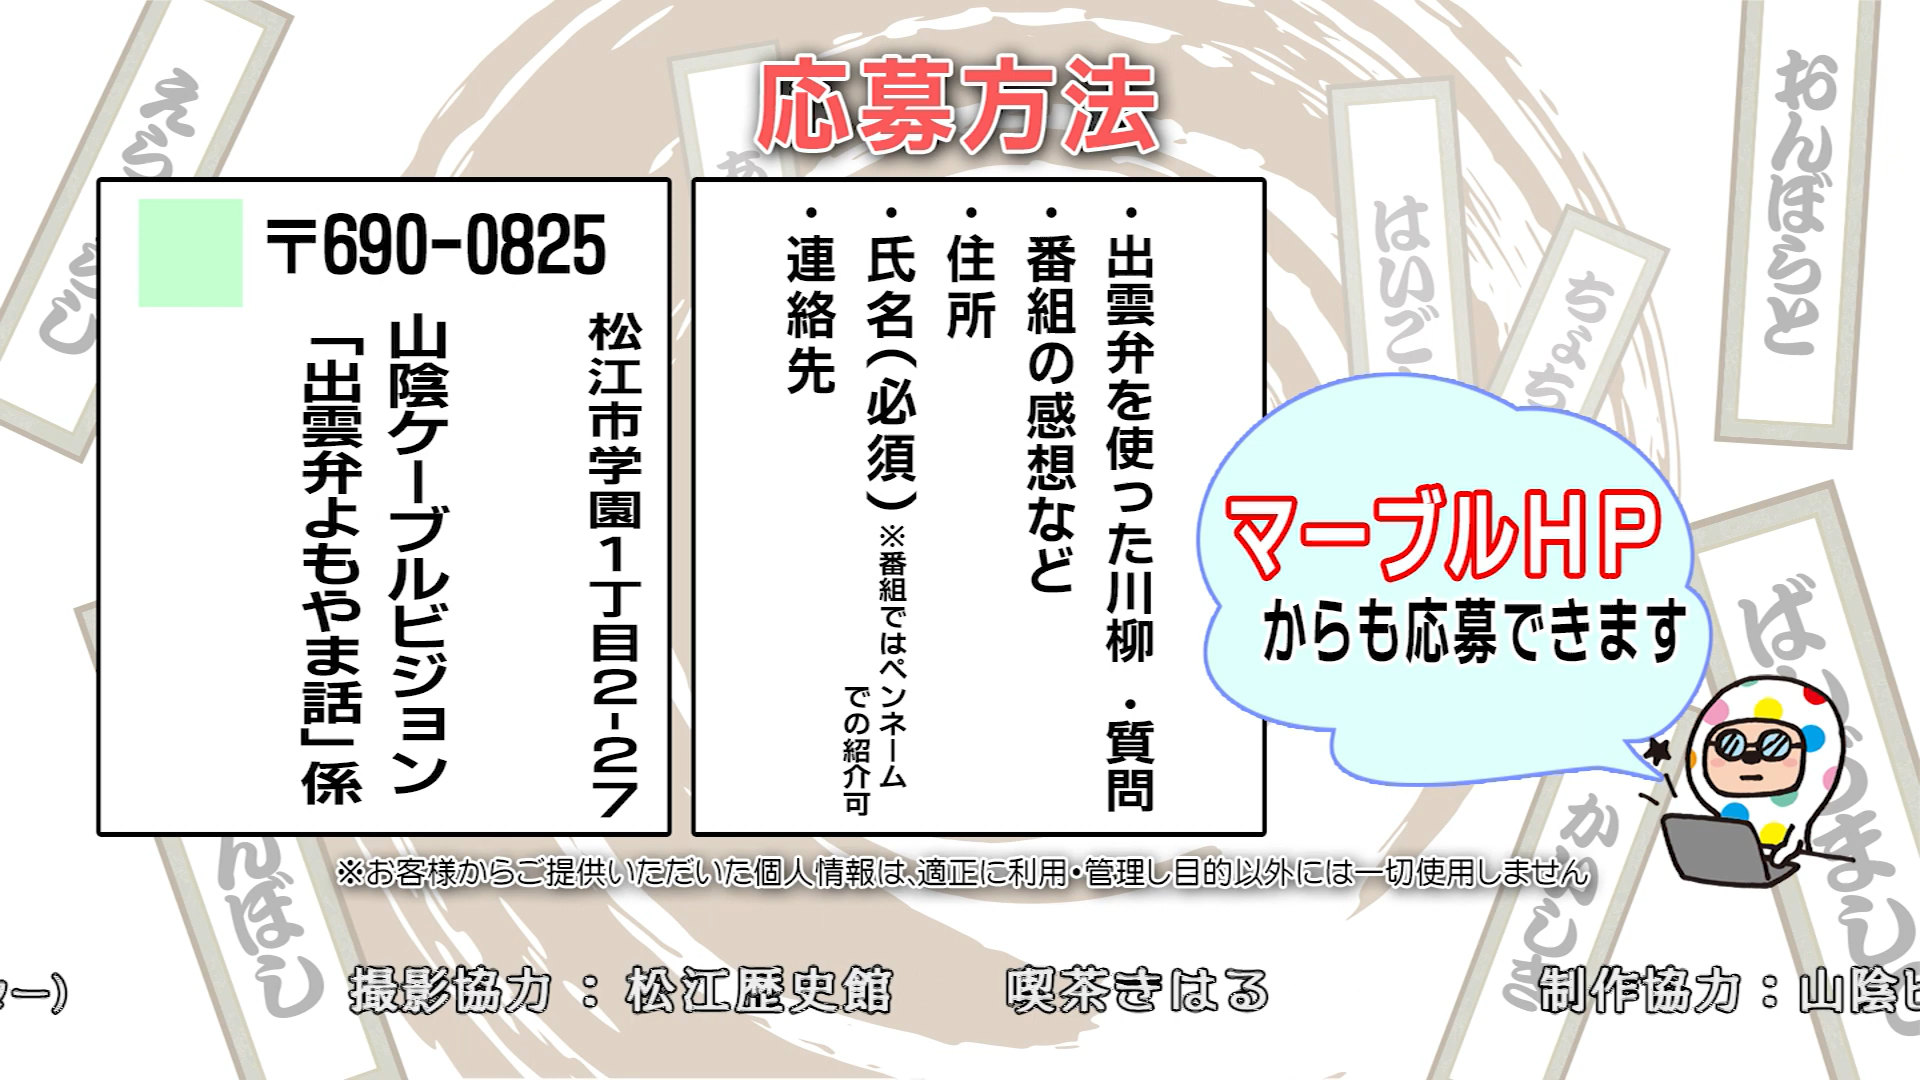 応募方法
〒690-0825
松江市学園1丁目2-27
山陰ケーブルビジョン
「出雲弁よもやま話」係
・出雲弁を使った川柳・質問
・番組の感想など
・住所
・氏名(必須)※番組ではペンネーム
での紹介可
・連絡先
マーブルHP
からも応募できます
※お客様からご提供いただいた個人情報は、適正に利用・管理し目的以外には一切使用しません
ー)
撮影協力：松江歴史館　喫茶きはる
制作協力：山陰
おんぼらと
はいご
ちょち
えら
んぼし